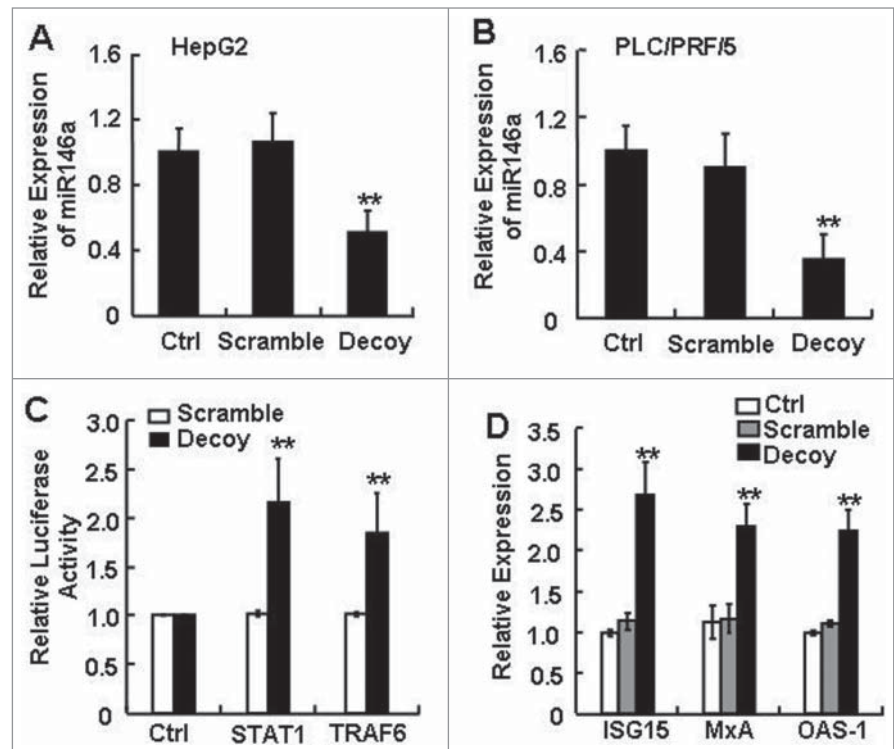 A
HepG2
Relative Expression
of miR146a
1.6
1.2
0.8
0.4
0
**
Ctrl Scramble Decoy
B
PLC/PRF/5
Relative Expression
of miR146a
1.6
1.2
0.8
0.4
0
**
Ctrl Scramble Decoy
C
Scramble
Decoy
Relative Luciferase
Activity
3.0
2.5
2.0
1.5
1.0
0.5
0
**
**
Ctrl STAT1 TRAF6
D
Ctrl
Scramble
Decoy
Relative Expression
3.5
3.0
2.5
2.0
1.5
1.0
0.5
0
**
**
**
ISG15 MxA OAS-1